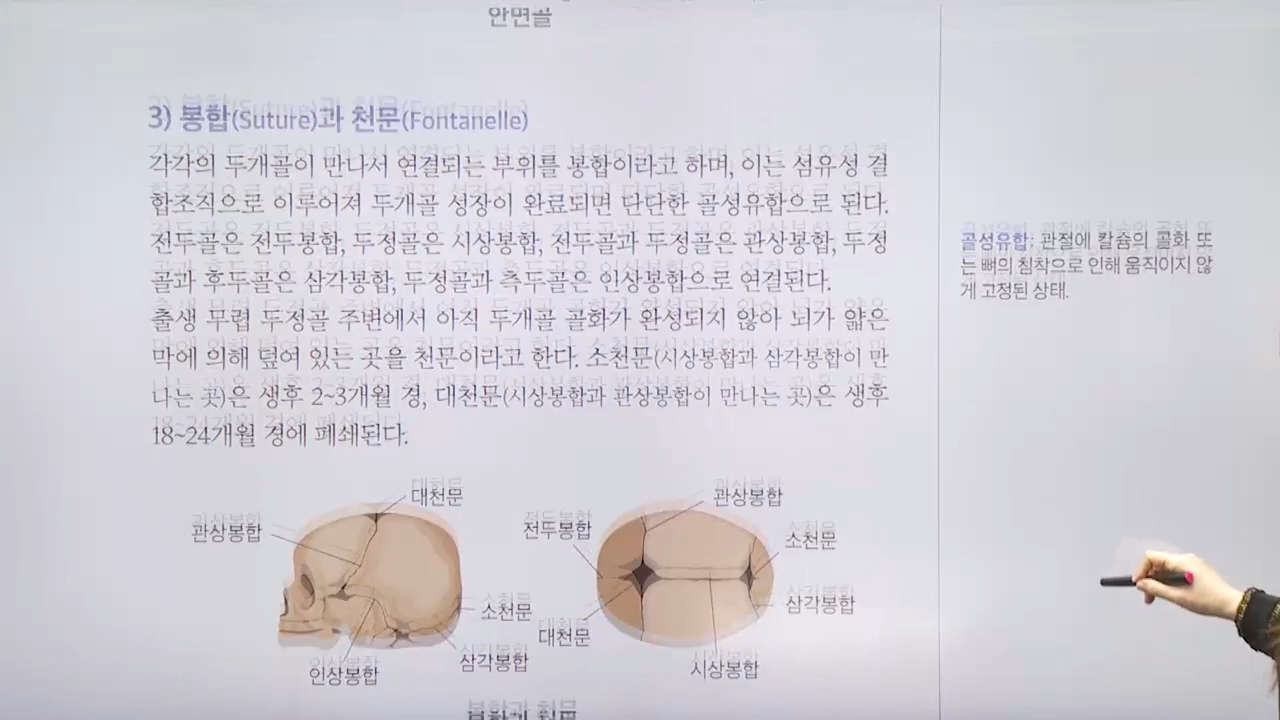 안면골
3) 봉합(Suture)과 천문(Fontanelle)
각각의 두개골이 만나서 연결되는 부위를 봉합이라고 하며, 이는 섬유성 결
합조직으로 이루어져 두개골 성장이 완료되면 단단한 골성유합으로 된다.
전두골은 전두봉합, 두정골은 시상봉합, 전두골과 두정골은 관상봉합, 두정
골과 후두골은 삼각봉합, 두정골과 측두골은 인상봉합으로 연결된다.
출생 무렵 두정골 주변에서 아직 두개골 골화가 완성되지 않아 뇌가 얇은
막에 의해 덮여 있는 곳을 천문이라고 한다. 소천문(시상봉합과 삼각봉합이 만
나는 곳)은 생후 2~3개월 경, 대천문(시상봉합과 관상봉합이 만나는 곳)은 생후
18~24개월 경에 폐쇄된다.
골성유합: 관절에 칼슘의 골화 또
는 뼈의 침착으로 인해 움직이지 않
게 고정된 상태.
대천문
관상봉합
소천문
삼각봉합
인상봉합
관상봉합
전두봉합
소천문
삼각봉합
대천문
시상봉합
봉합과 천문